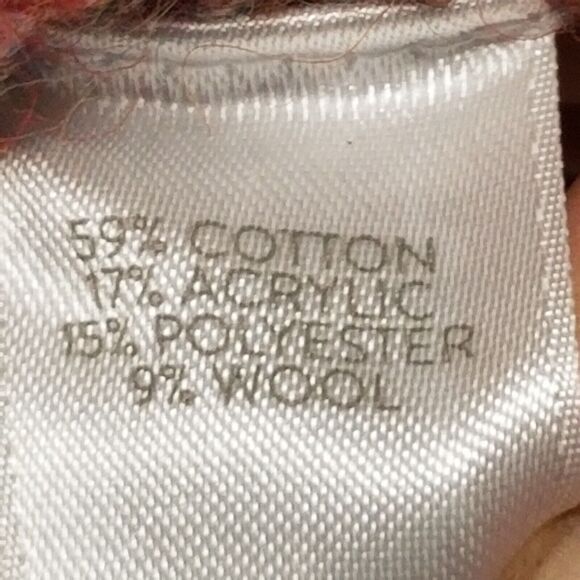 59% COTTON
17% ACRYLIC
15% POLYESTER
9% WOOL